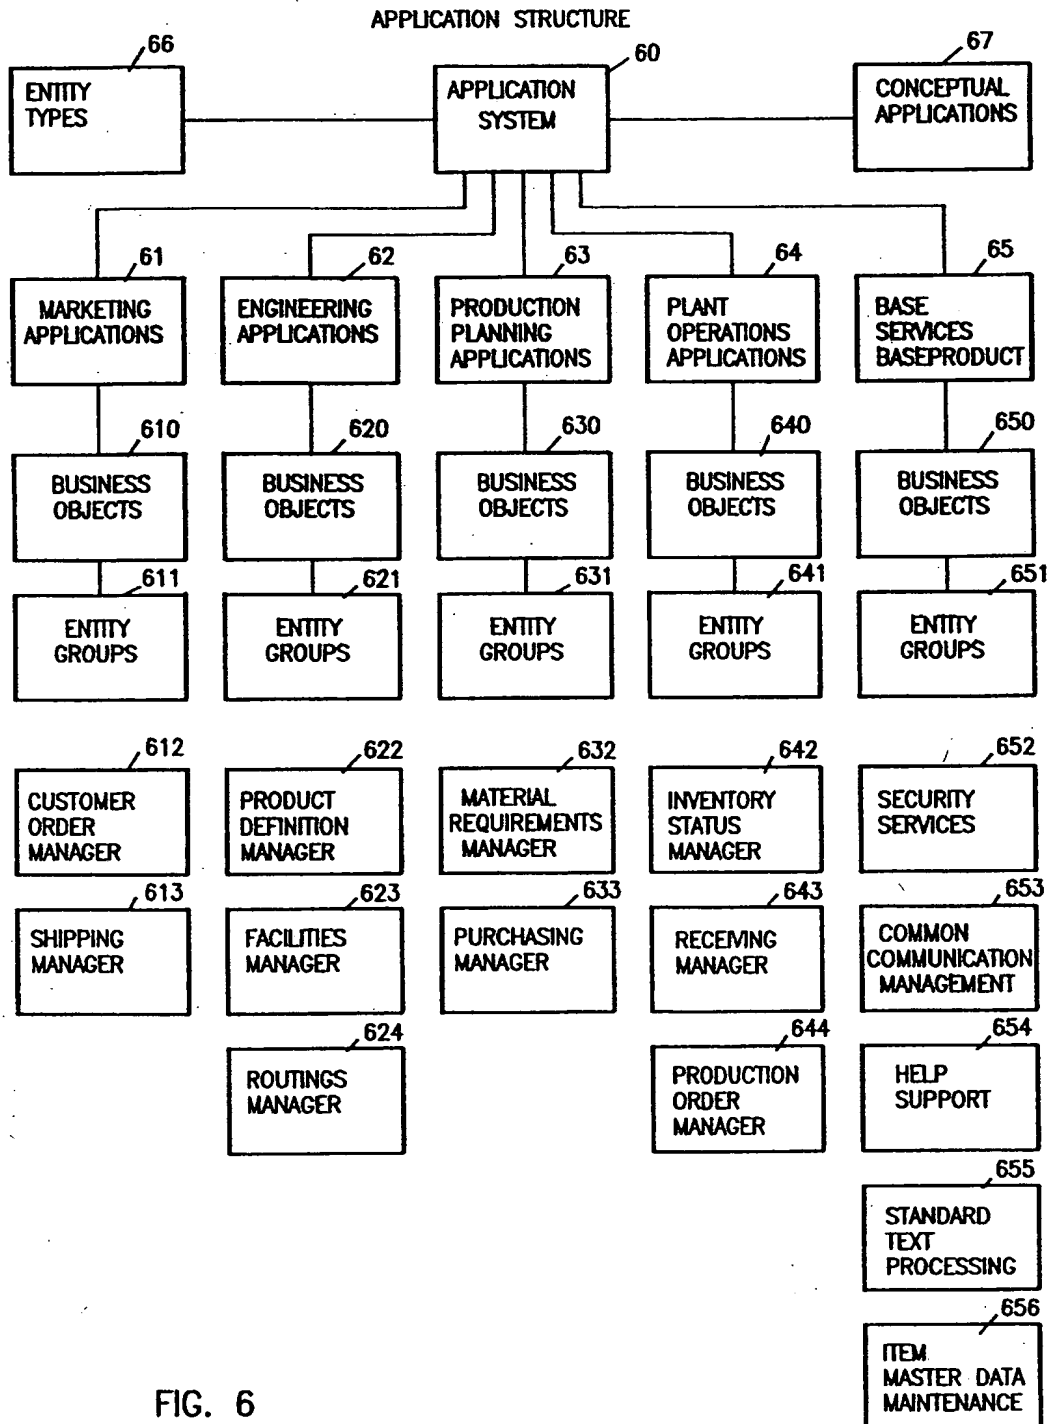 APPLICATION STRUCTURE
66
60
67
ENTITY
TYPES
APPLICATION
SYSTEM
CONCEPTUAL
APPLICATIONS
61
62
63
64
65
MARKETING
APPLICATIONS
ENGINEERING
APPLICATIONS
PRODUCTION
PLANNING
APPLICATIONS
PLANT
OPERATIONS
APPLICATIONS
BASE
SERVICES
BASEPRODUCT
610
620
630
640
650
BUSINESS
OBJECTS
BUSINESS
OBJECTS
BUSINESS
OBJECTS
BUSINESS
OBJECTS
BUSINESS
OBJECTS
611
621
631
641
651
ENTITY
GROUPS
ENTITY
GROUPS
ENTITY
GROUPS
ENTITY
GROUPS
ENTITY
GROUPS
612
622
632
642
652
CUSTOMER
ORDER
MANAGER
PRODUCT
DEFINITION
MANAGER
MATERIAL
REQUIREMENTS
MANAGER
INVENTORY
STATUS
MANAGER
SECURITY
SERVICES
613
623
633
643
653
SHIPPING
MANAGER
FACILITIES
MANAGER
PURCHASING
MANAGER
RECEIVING
MANAGER
COMMON
COMMUNICATION
MANAGEMENT
624
644
654
ROUTINGS
MANAGER
PRODUCTION
ORDER
MANAGER
HELP
SUPPORT
655
STANDARD
TEXT
PROCESSING
656
ITEM
MASTER DATA
MAINTENANCE
FIG. 6